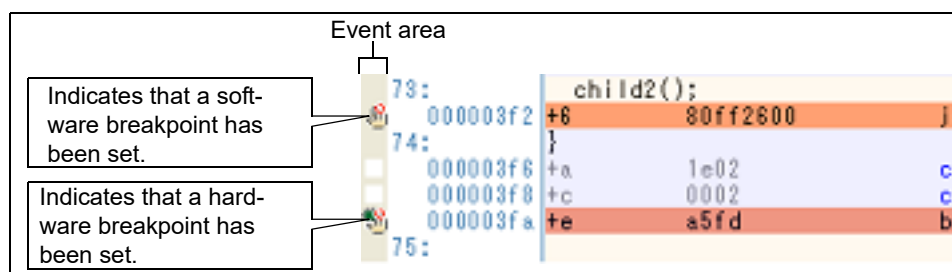 Event area
Indicates that a soft-
ware breakpoint has
been set.
Indicates that a hard-
ware breakpoint has
been set.
73: child2();
000003f2 +6 80ff2600 j
74: }
000003f6 +a 1e02 c
000003f8 +c 0002 c
000003fa +e a5fd b
75: